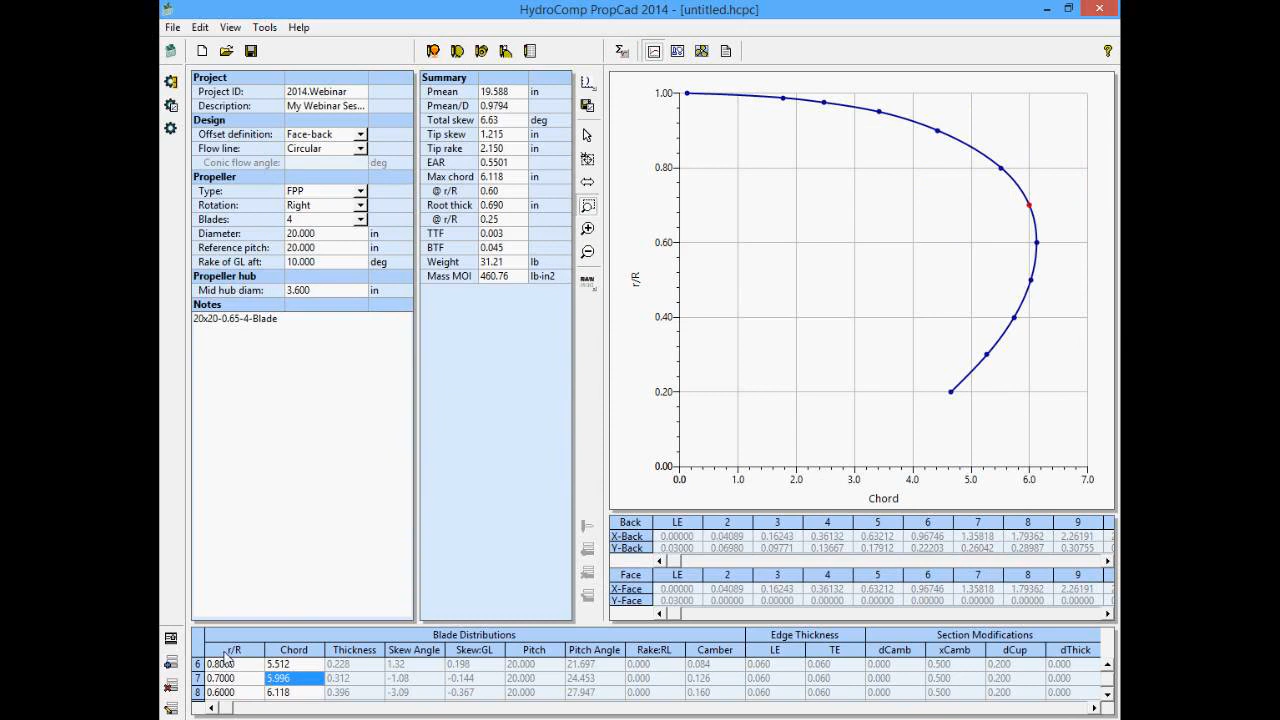 HydroComp PropCad 2014 - [untitled.hcpc]
File Edit View Tools Help
Project
Project ID: 2014.Webinar
Description: My Webinar Ses...
Design
Offset definition: Face-back
Flow line: Circular
Conic flow angle: deg
Propeller
Type: FPP
Rotation: Right
Blades: 4
Diameter: 20.000 in
Reference pitch: 20.000 in
Rake of GL aft: 10.000 deg
Propeller hub
Mid hub diam: 3.600 in
Notes
20x20-0.65-4-Blade
Summary
Pmean 19.588 in
Pmean/D 0.9794
Total skew 6.63 deg
Tip skew 1.215 in
Tip rake 2.150 in
EAR 0.5501
Max chord 6.118 in
@ r/R 0.60
Root thick 0.690 in
@ r/R 0.25
TTF 0.003
BTF 0.045
Weight 31.21 lb
Mass MOI 460.76 lb-in2
1.00
0.80
0.60
r/R
0.40
0.20
0.00
0.0 1.0 2.0 3.0 4.0 5.0 6.0 7.0
Chord
Back LE 2 3 4 5 6 7 8 9
X-Back 0.00000 0.04089 0.16243 0.36132 0.63212 0.96746 1.35818 1.79362 2.26191
Y-Back 0.03000 0.06980 0.09771 0.13667 0.17912 0.22203 0.26042 0.28987 0.30755
Face LE 2 3 4 5 6 7 8 9
X-Face 0.00000 0.04089 0.16243 0.36132 0.63212 0.96746 1.35818 1.79362 2.26191
Y-Face 0.03000 0.00000 0.00000 0.00000 0.00000 0.00000 0.00000 0.00000 0.00000
Blade Distributions Edge Thickness Section Modifications
r/R Chord Thickness Skew Angle Skew:GL Pitch Pitch Angle Rake:RL Camber LE TE dCamb xCamb dCup dThick
6 0.8000 5.512 0.228 1.32 0.198 20.000 21.697 0.000 0.084 0.060 0.060 0.000 0.500 0.200 0.000
7 0.7000 5.996 0.312 -1.08 -0.144 20.000 24.453 0.000 0.126 0.060 0.060 0.000 0.500 0.200 0.000
8 0.6000 6.118 0.396 -3.09 -0.367 20.000 27.947 0.000 0.160 0.060 0.060 0.000 0.500 0.200 0.000